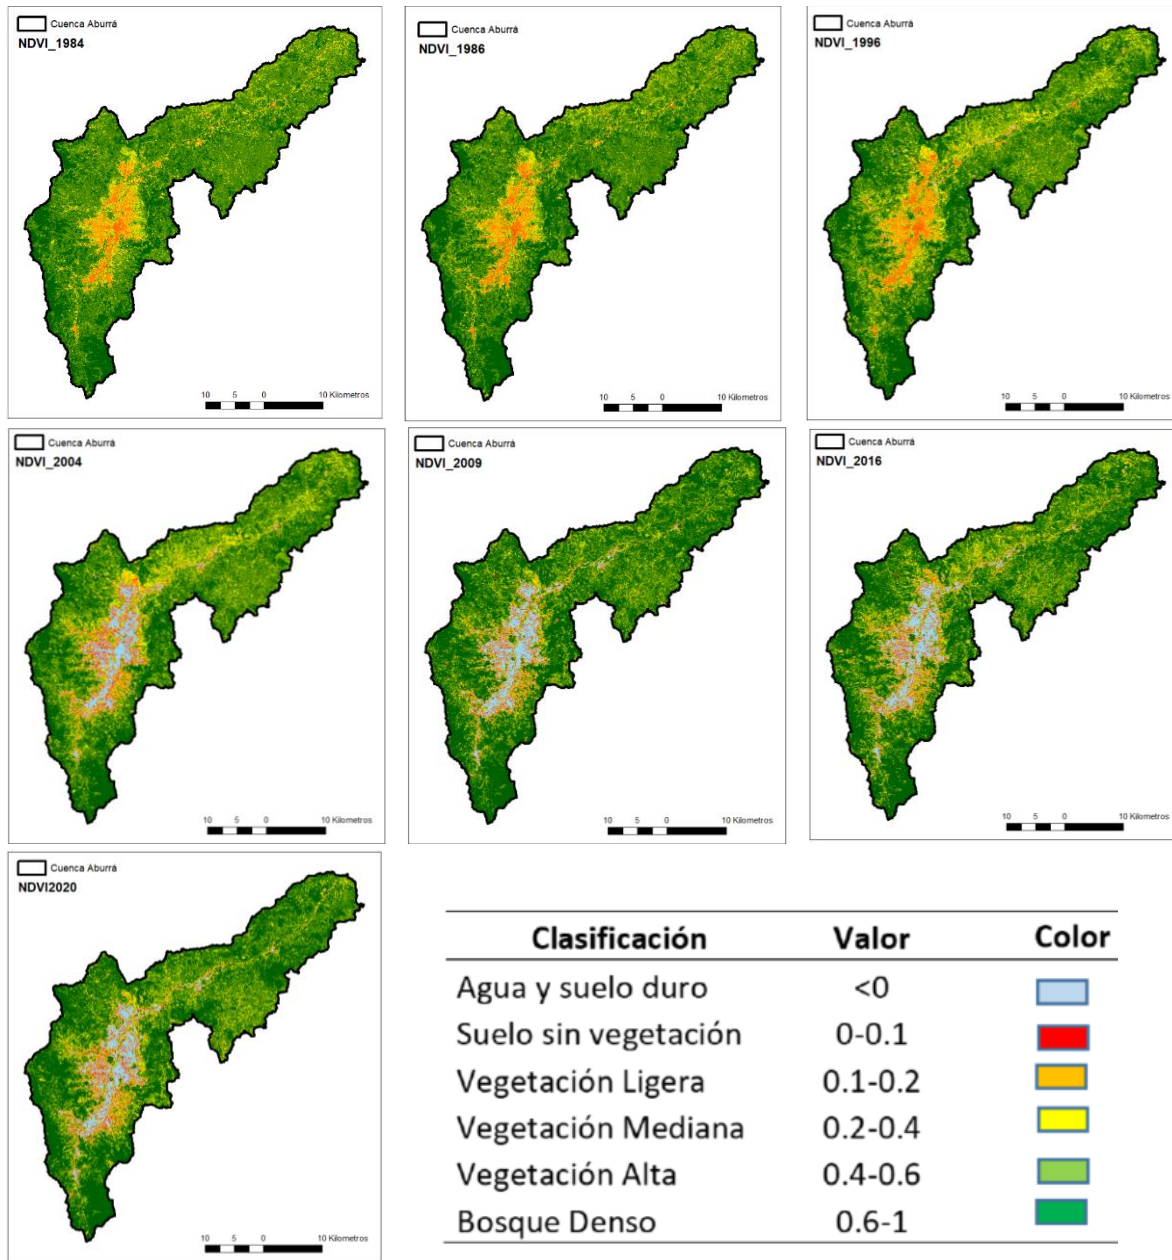 Cuenca Aburrá
NDVI_1984
10 5 0 10 Kilometros
Cuenca Aburrá
NDVI_1986
10 5 0 10 Kilometros
Cuenca Aburrá
NDVI_1996
10 5 0 10 Kilometros
Cuenca Aburrá
NDVI_2004
10 5 0 10 Kilometros
Cuenca Aburrá
NDVI_2009
10 5 0 10 Kilometros
Cuenca Aburrá
NDVI_2016
10 5 0 10 Kilometros
Cuenca Aburrá
NDVI2020
10 5 0 10 Kilometros
Clasificación Valor Color
Agua y suelo duro <0
Suelo sin vegetación 0-0.1
Vegetación Ligera 0.1-0.2
Vegetación Mediana 0.2-0.4
Vegetación Alta 0.4-0.6
Bosque Denso 0.6-1